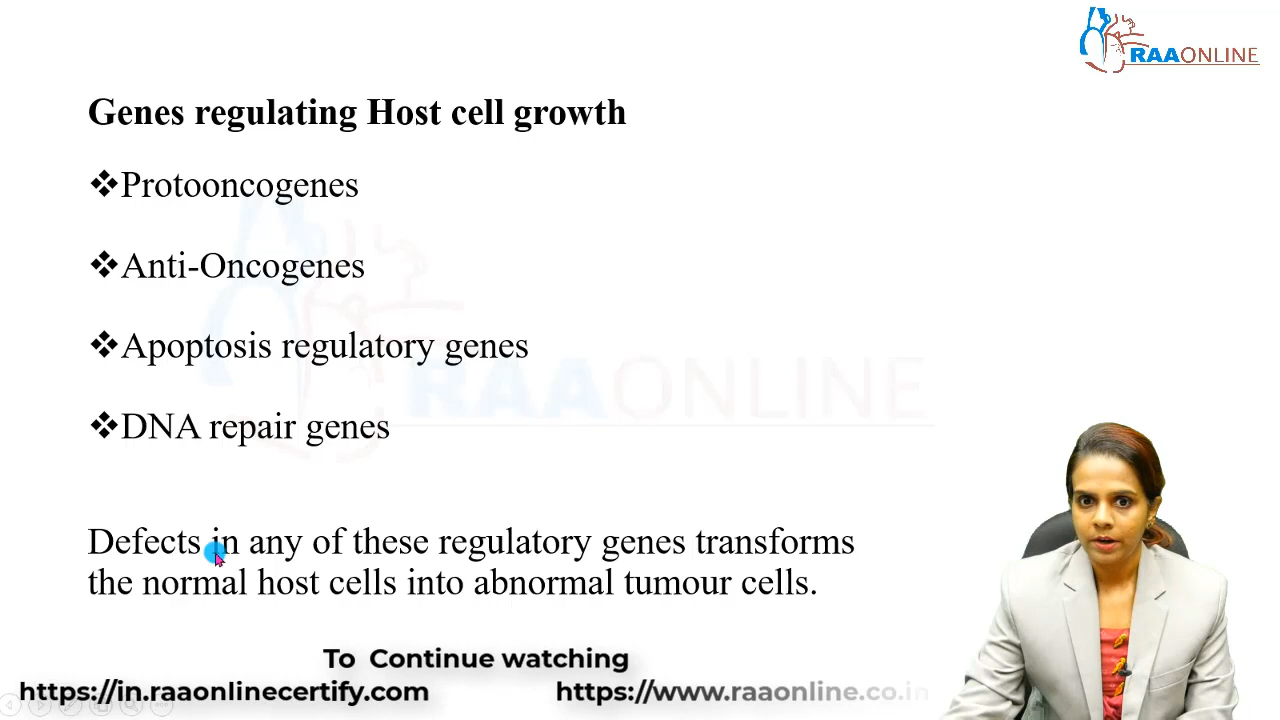 RAAONLINE
Genes regulating Host cell growth
❖Protooncogenes
❖Anti-Oncogenes
❖Apoptosis regulatory genes
RAAONLINE
❖DNA repair genes
Defects in any of these regulatory genes transforms
the normal host cells into abnormal tumour cells.
To Continue watching
https://in.raaonlinecertify.com https://www.raaonline.co.in